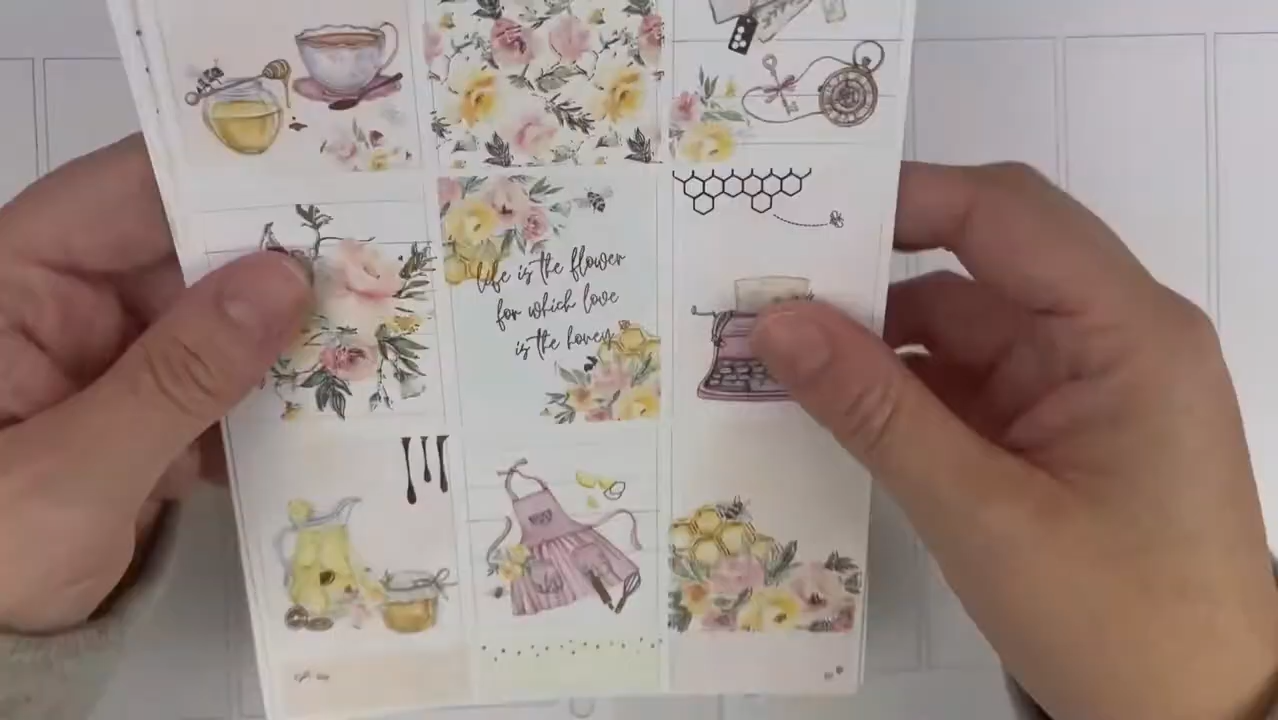 life is the flower
for which love
is the honey